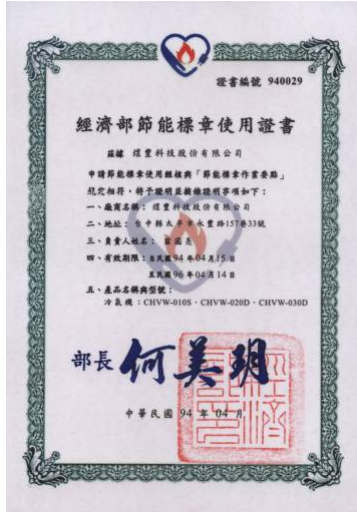 證書編號 940029
經濟部節能標章使用證書
茲據 煜豐科技股份有限公司
申請節能標章使用經核與「節能標章作業要點」
規定相符,特予證明並摘錄證明事項如下:
一、廠商名稱:煜豐科技股份有限公司
二、地址:台中縣太平市永豐路157巷33號
三、負責人姓名:
四、有效期限:自民國94年04月15日
至民國96年04月14日
五、產品名稱與型號:
冷氣機:CHVW-010S、CHVW-020D、CHVW-030D
部長 何美玥
中華民國 94 年 04 月